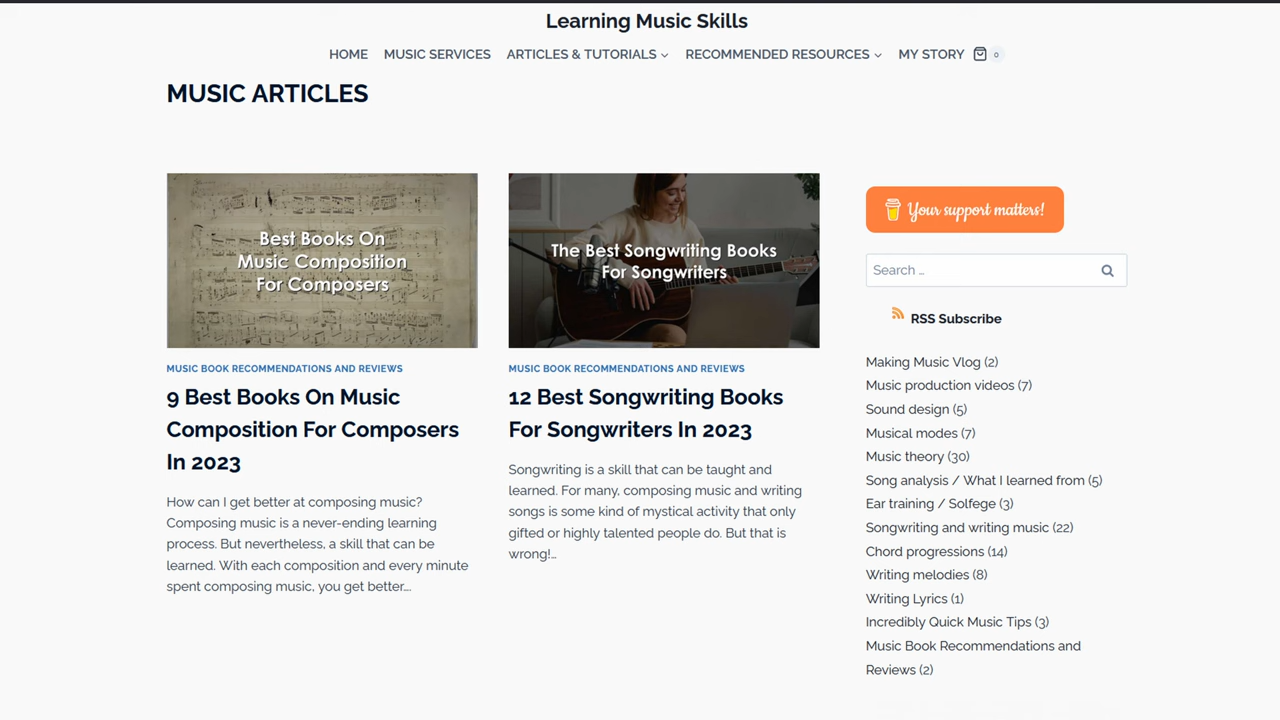 Learning Music Skills
HOME MUSIC SERVICES ARTICLES & TUTORIALS RECOMMENDED RESOURCES MY STORY 0
MUSIC ARTICLES
Best Books On
Music Composition
For Composers
MUSIC BOOK RECOMMENDATIONS AND REVIEWS
9 Best Books On Music
Composition For Composers
In 2023
How can I get better at composing music?
Composing music is a never-ending learning
process. But nevertheless, a skill that can be
learned. With each composition and every minute
spent composing music, you get better...
The Best Songwriting Books
For Songwriters
MUSIC BOOK RECOMMENDATIONS AND REVIEWS
12 Best Songwriting Books
For Songwriters In 2023
Songwriting is a skill that can be taught and
learned. For many, composing music and writing
songs is some kind of mystical activity that only
gifted or highly talented people do. But that is
wrong!...
Your support matters!
Search ...
RSS Subscribe
Making Music Vlog (2)
Music production videos (7)
Sound design (5)
Musical modes (7)
Music theory (30)
Song analysis / What I learned from (5)
Ear training / Solfege (3)
Songwriting and writing music (22)
Chord progressions (14)
Writing melodies (8)
Writing Lyrics (1)
Incredibly Quick Music Tips (3)
Music Book Recommendations and
Reviews (2)